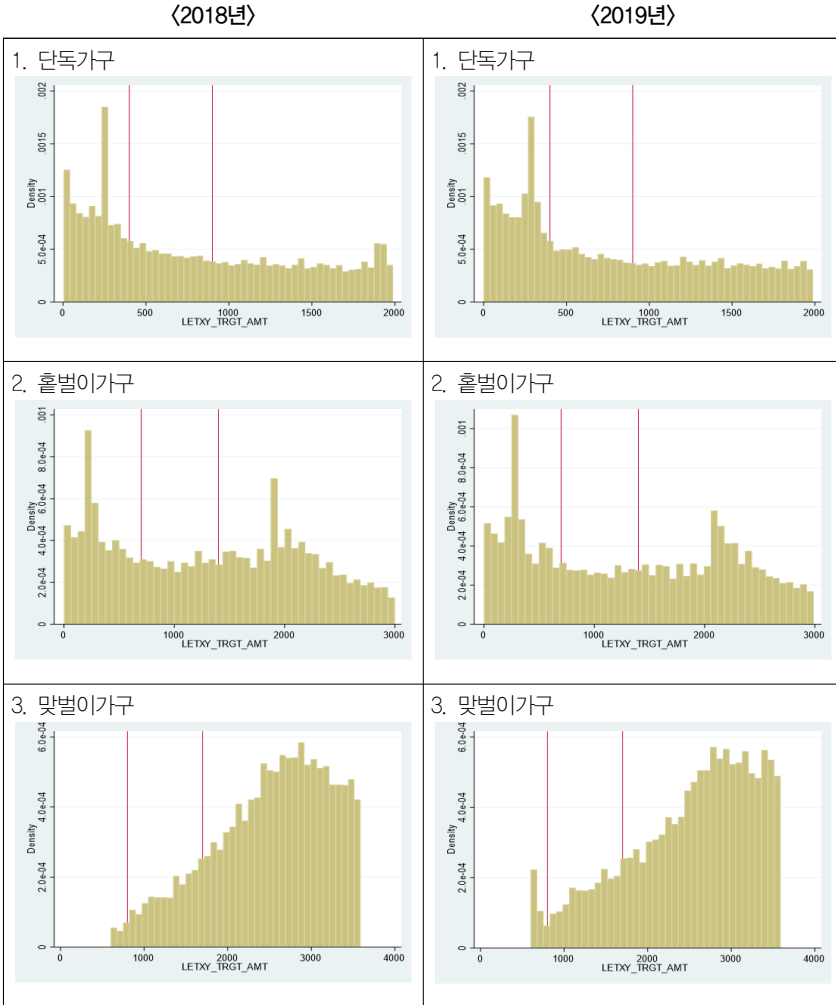 〈2018년〉 〈2019년〉
1. 단독가구
Density
0 5.0e-04 .001 .0015 .002
0 500 1000 1500 2000
LETXY_TRGT_AMT
1. 단독가구
Density
0 5.0e-04 .001 .0015 .002
0 500 1000 1500 2000
LETXY_TRGT_AMT
2. 홑벌이가구
Density
0 2.0e-04 4.0e-04 6.0e-04 8.0e-04 .001
0 1000 2000 3000
LETXY_TRGT_AMT
2. 홑벌이가구
Density
0 2.0e-04 4.0e-04 6.0e-04 8.0e-04 .001
0 1000 2000 3000
LETXY_TRGT_AMT
3. 맞벌이가구
Density
0 2.0e-04 4.0e-04 6.0e-04
0 1000 2000 3000 4000
LETXY_TRGT_AMT
3. 맞벌이가구
Density
0 2.0e-04 4.0e-04 6.0e-04
0 1000 2000 3000 4000
LETXY_TRGT_AMT